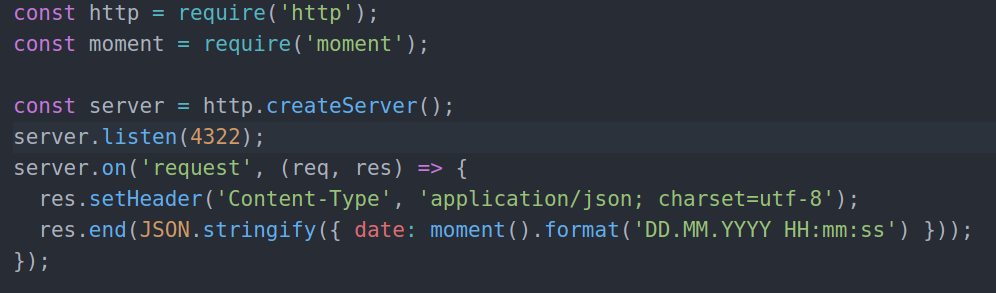 const http = require('http');
const moment = require('moment');
const server = http.createServer();
server.listen(4322);
server.on('request', (req, res) => {
  res.setHeader('Content-Type', 'application/json; charset=utf-8');
  res.end(JSON.stringify({ date: moment().format('DD.MM.YYYY HH:mm:ss') }));
});